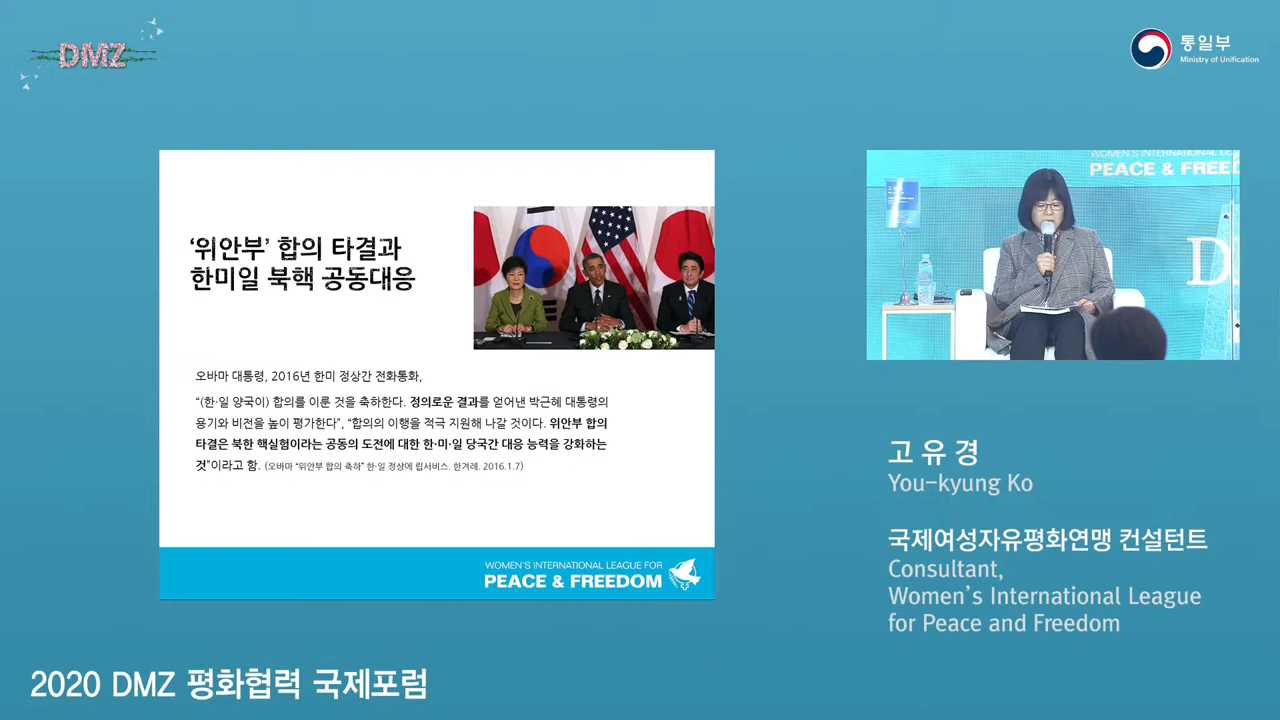 DMZ
통일부
Ministry of Unification
‘위안부’ 합의 타결과
한미일 북핵 공동대응
오바마 대통령, 2016년 한미 정상간 전화통화,
“(한·일 양국이) 합의를 이룬 것을 축하한다. 정의로운 결과를 얻어낸 박근혜 대통령의
용기와 비전을 높이 평가한다”, “합의의 이행을 적극 지원해 나갈 것이다. 위안부 합의
타결은 북한 핵실험이라는 공동의 도전에 대한 한·미·일 당국간 대응 능력을 강화하는
것”이라고 함. (오바마 “위안부 합의 축하” 한·일 정상에 립서비스. 한겨레. 2016.1.7)
WOMEN'S INTERNATIONAL LEAGUE FOR
PEACE & FREEDOM
WOMEN'S INTERNATIONAL LE
PEACE & FREE
D
고유경
You-kyung Ko
국제여성자유평화연맹 컨설턴트
Consultant,
Women's International League
for Peace and Freedom
2020 DMZ 평화협력 국제포럼